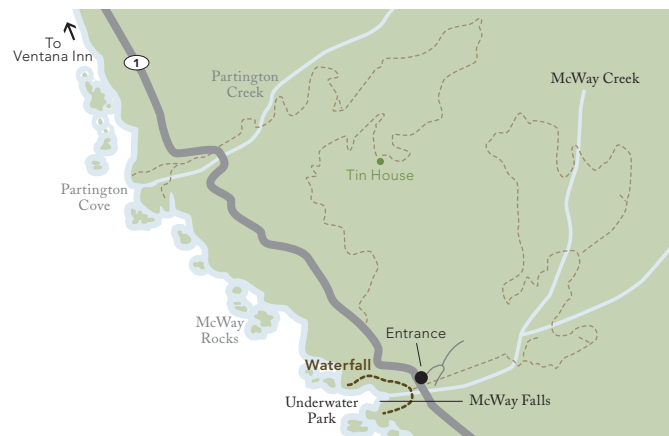 To
Ventana Inn
1
Partington
Creek
McWay Creek
Tin House
Partington
Cove
McWay
Rocks
Entrance
Waterfall
Underwater
Park
McWay Falls